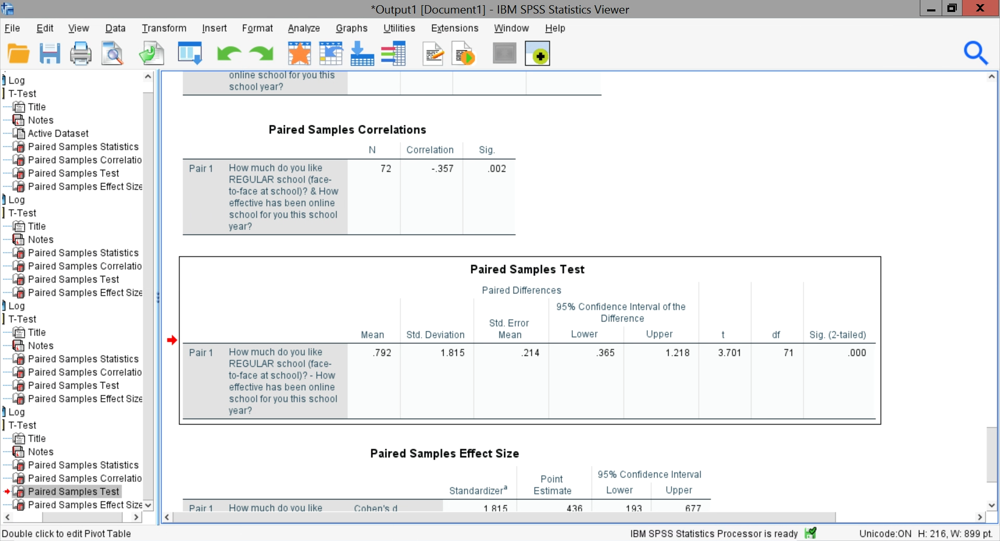 *Output1 [Document1] - IBM SPSS Statistics Viewer
File Edit View Data Transform Insert Format Analyze Graphs Utilities Extensions Window Help
Log
T-Test
Title
Notes
Active Dataset
Paired Samples Statistics
Paired Samples Correlatio
Paired Samples Test
Paired Samples Effect Size
Log
T-Test
Title
Notes
Paired Samples Statistics
Paired Samples Correlatio
Paired Samples Test
Paired Samples Effect Size
Log
T-Test
Title
Notes
Paired Samples Statistics
Paired Samples Correlatio
Paired Samples Test
Paired Samples Effect Size
Log
T-Test
Title
Notes
Paired Samples Statistics
Paired Samples Correlatio
Paired Samples Test
Paired Samples Effect Size
online school for you this
school year?
Paired Samples Correlations
N Correlation Sig.
Pair 1 How much do you like 72 -.357 .002
REGULAR school (face-
to-face at school)? & How
effective has been online
school for you this school
year?
Paired Samples Test
Paired Differences
95% Confidence Interval of the
Difference
Std. Error
Mean Std. Deviation Mean Lower Upper t df Sig. (2-tailed)
Pair 1 How much do you like .792 1.815 .214 .365 1.218 3.701 71 .000
REGULAR school (face-
to-face at school)? - How
effective has been online
school for you this school
year?
Paired Samples Effect Size
Point 95% Confidence Interval
Standardizerᵃ Estimate Lower Upper
Pair 1 How much do you like Cohen's d 1.815 .436 .193 .677
Double click to edit Pivot Table
IBM SPSS Statistics Processor is ready Unicode:ON H: 216, W: 899 pt.